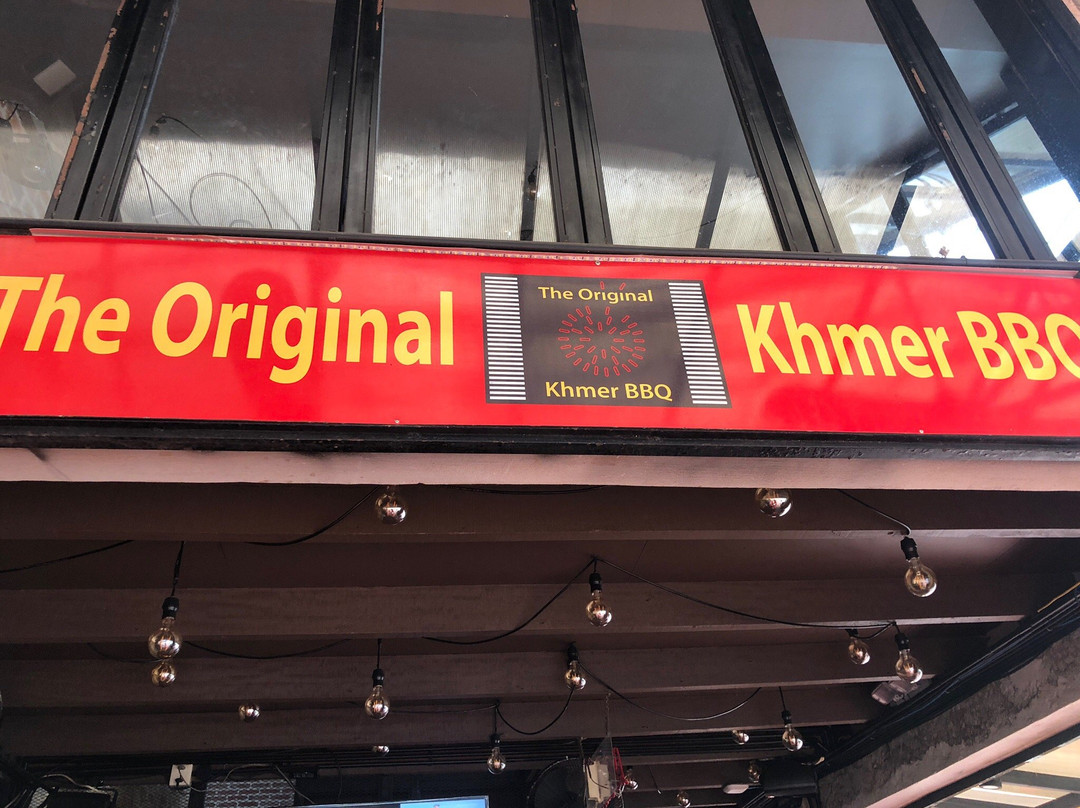 The Original
The Original
Khmer BBQ
Khmer BBQ